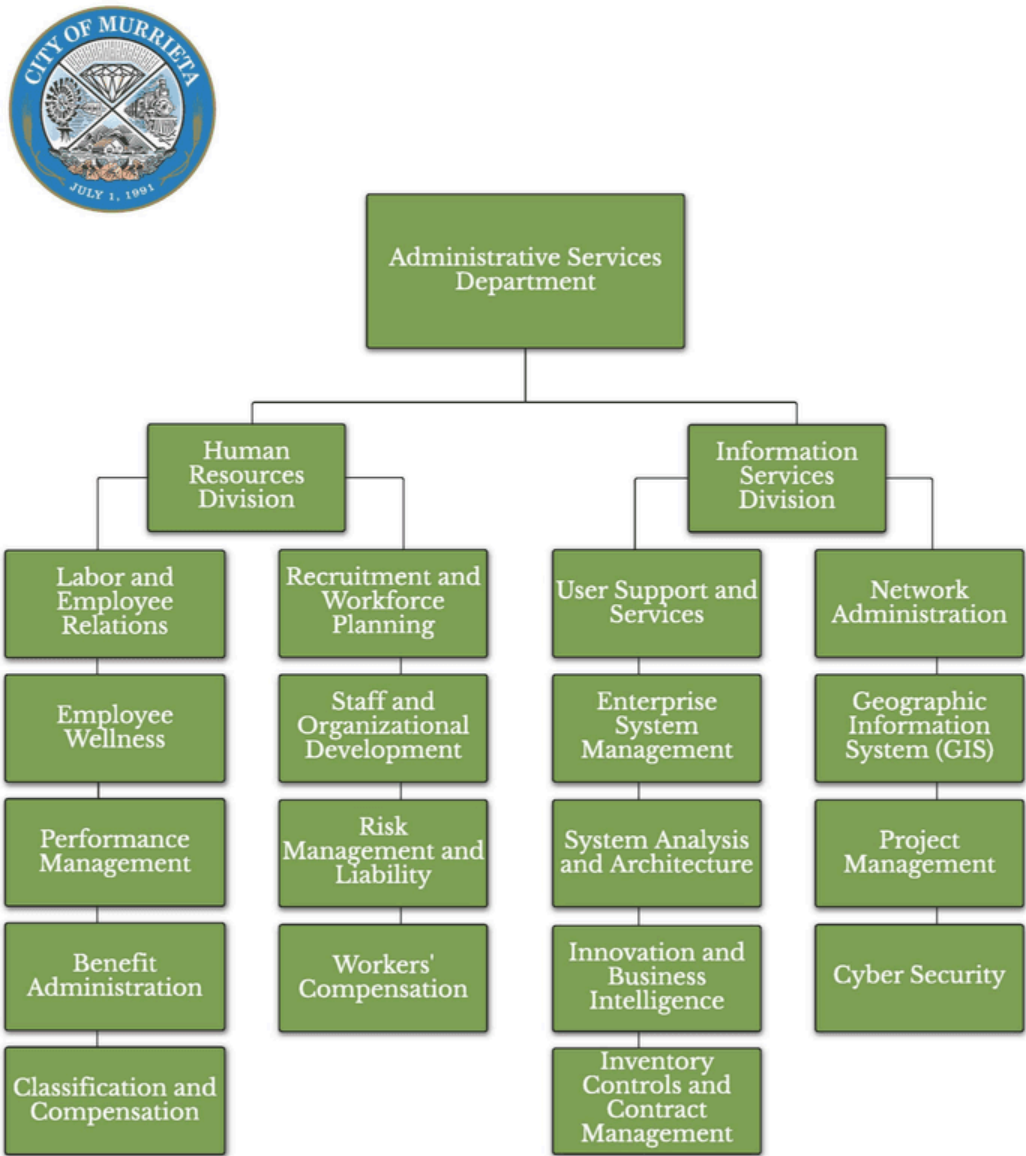 CITY OF MURRIETA
JULY 1, 1991
Administrative Services
Department
Human
Resources
Division
Information
Services
Division
Labor and
Employee
Relations
Recruitment and
Workforce
Planning
User Support and
Services
Network
Administration
Employee
Wellness
Staff and
Organizational
Development
Enterprise
System
Management
Geographic
Information
System (GIS)
Performance
Management
Risk
Management and
Liability
System Analysis
and Architecture
Project
Management
Benefit
Administration
Workers'
Compensation
Innovation and
Business
Intelligence
Cyber Security
Classification and
Compensation
Inventory
Controls and
Contract
Management